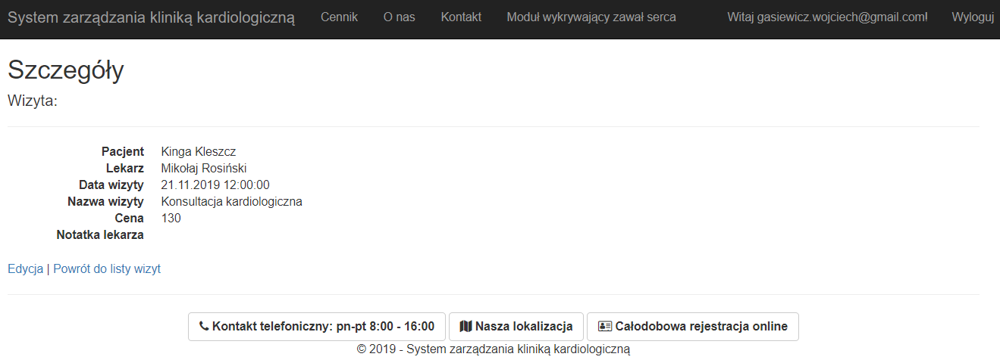 System zarządzania kliniką kardiologiczną Cennik O nas Kontakt Moduł wykrywający zawał serca Witaj gasiewicz.wojciech@gmail.com! Wyloguj
Szczegóły
Wizyta:
Pacjent Kinga Kleszcz
Lekarz Mikołaj Rosiński
Data wizyty 21.11.2019 12:00:00
Nazwa wizyty Konsultacja kardiologiczna
Cena 130
Notatka lekarza
Edycja | Powrót do listy wizyt
Kontakt telefoniczny: pn-pt 8:00 - 16:00 Nasza lokalizacja Całodobowa rejestracja online
© 2019 - System zarządzania kliniką kardiologiczną